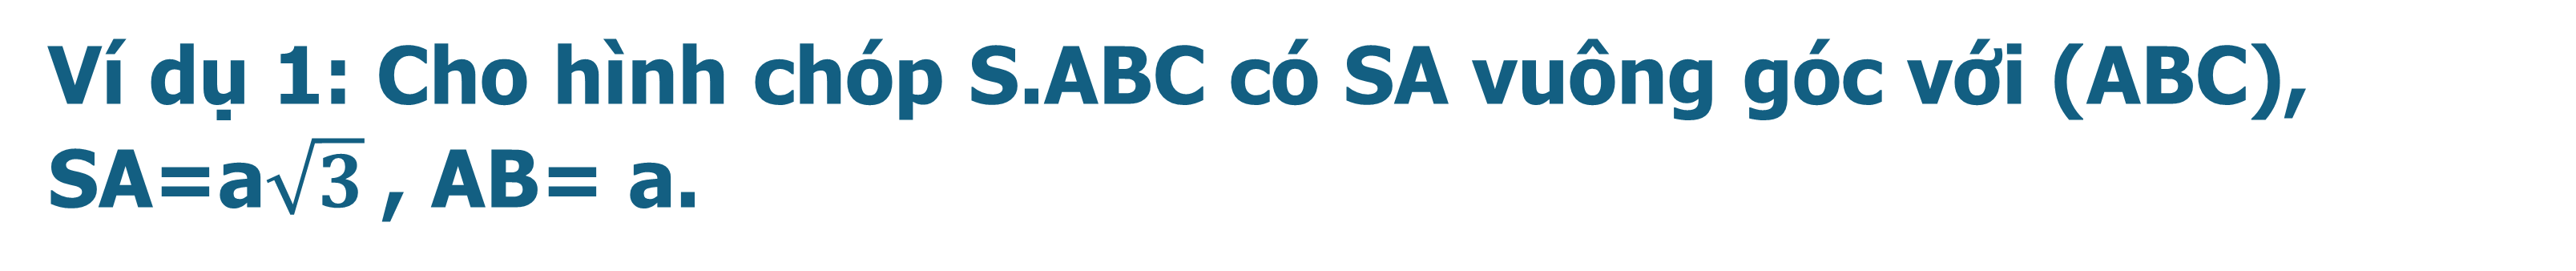 Ví dụ 1: Cho hình chóp S.ABC có SA vuông góc với (ABC),
SA=a√3 , AB= a.